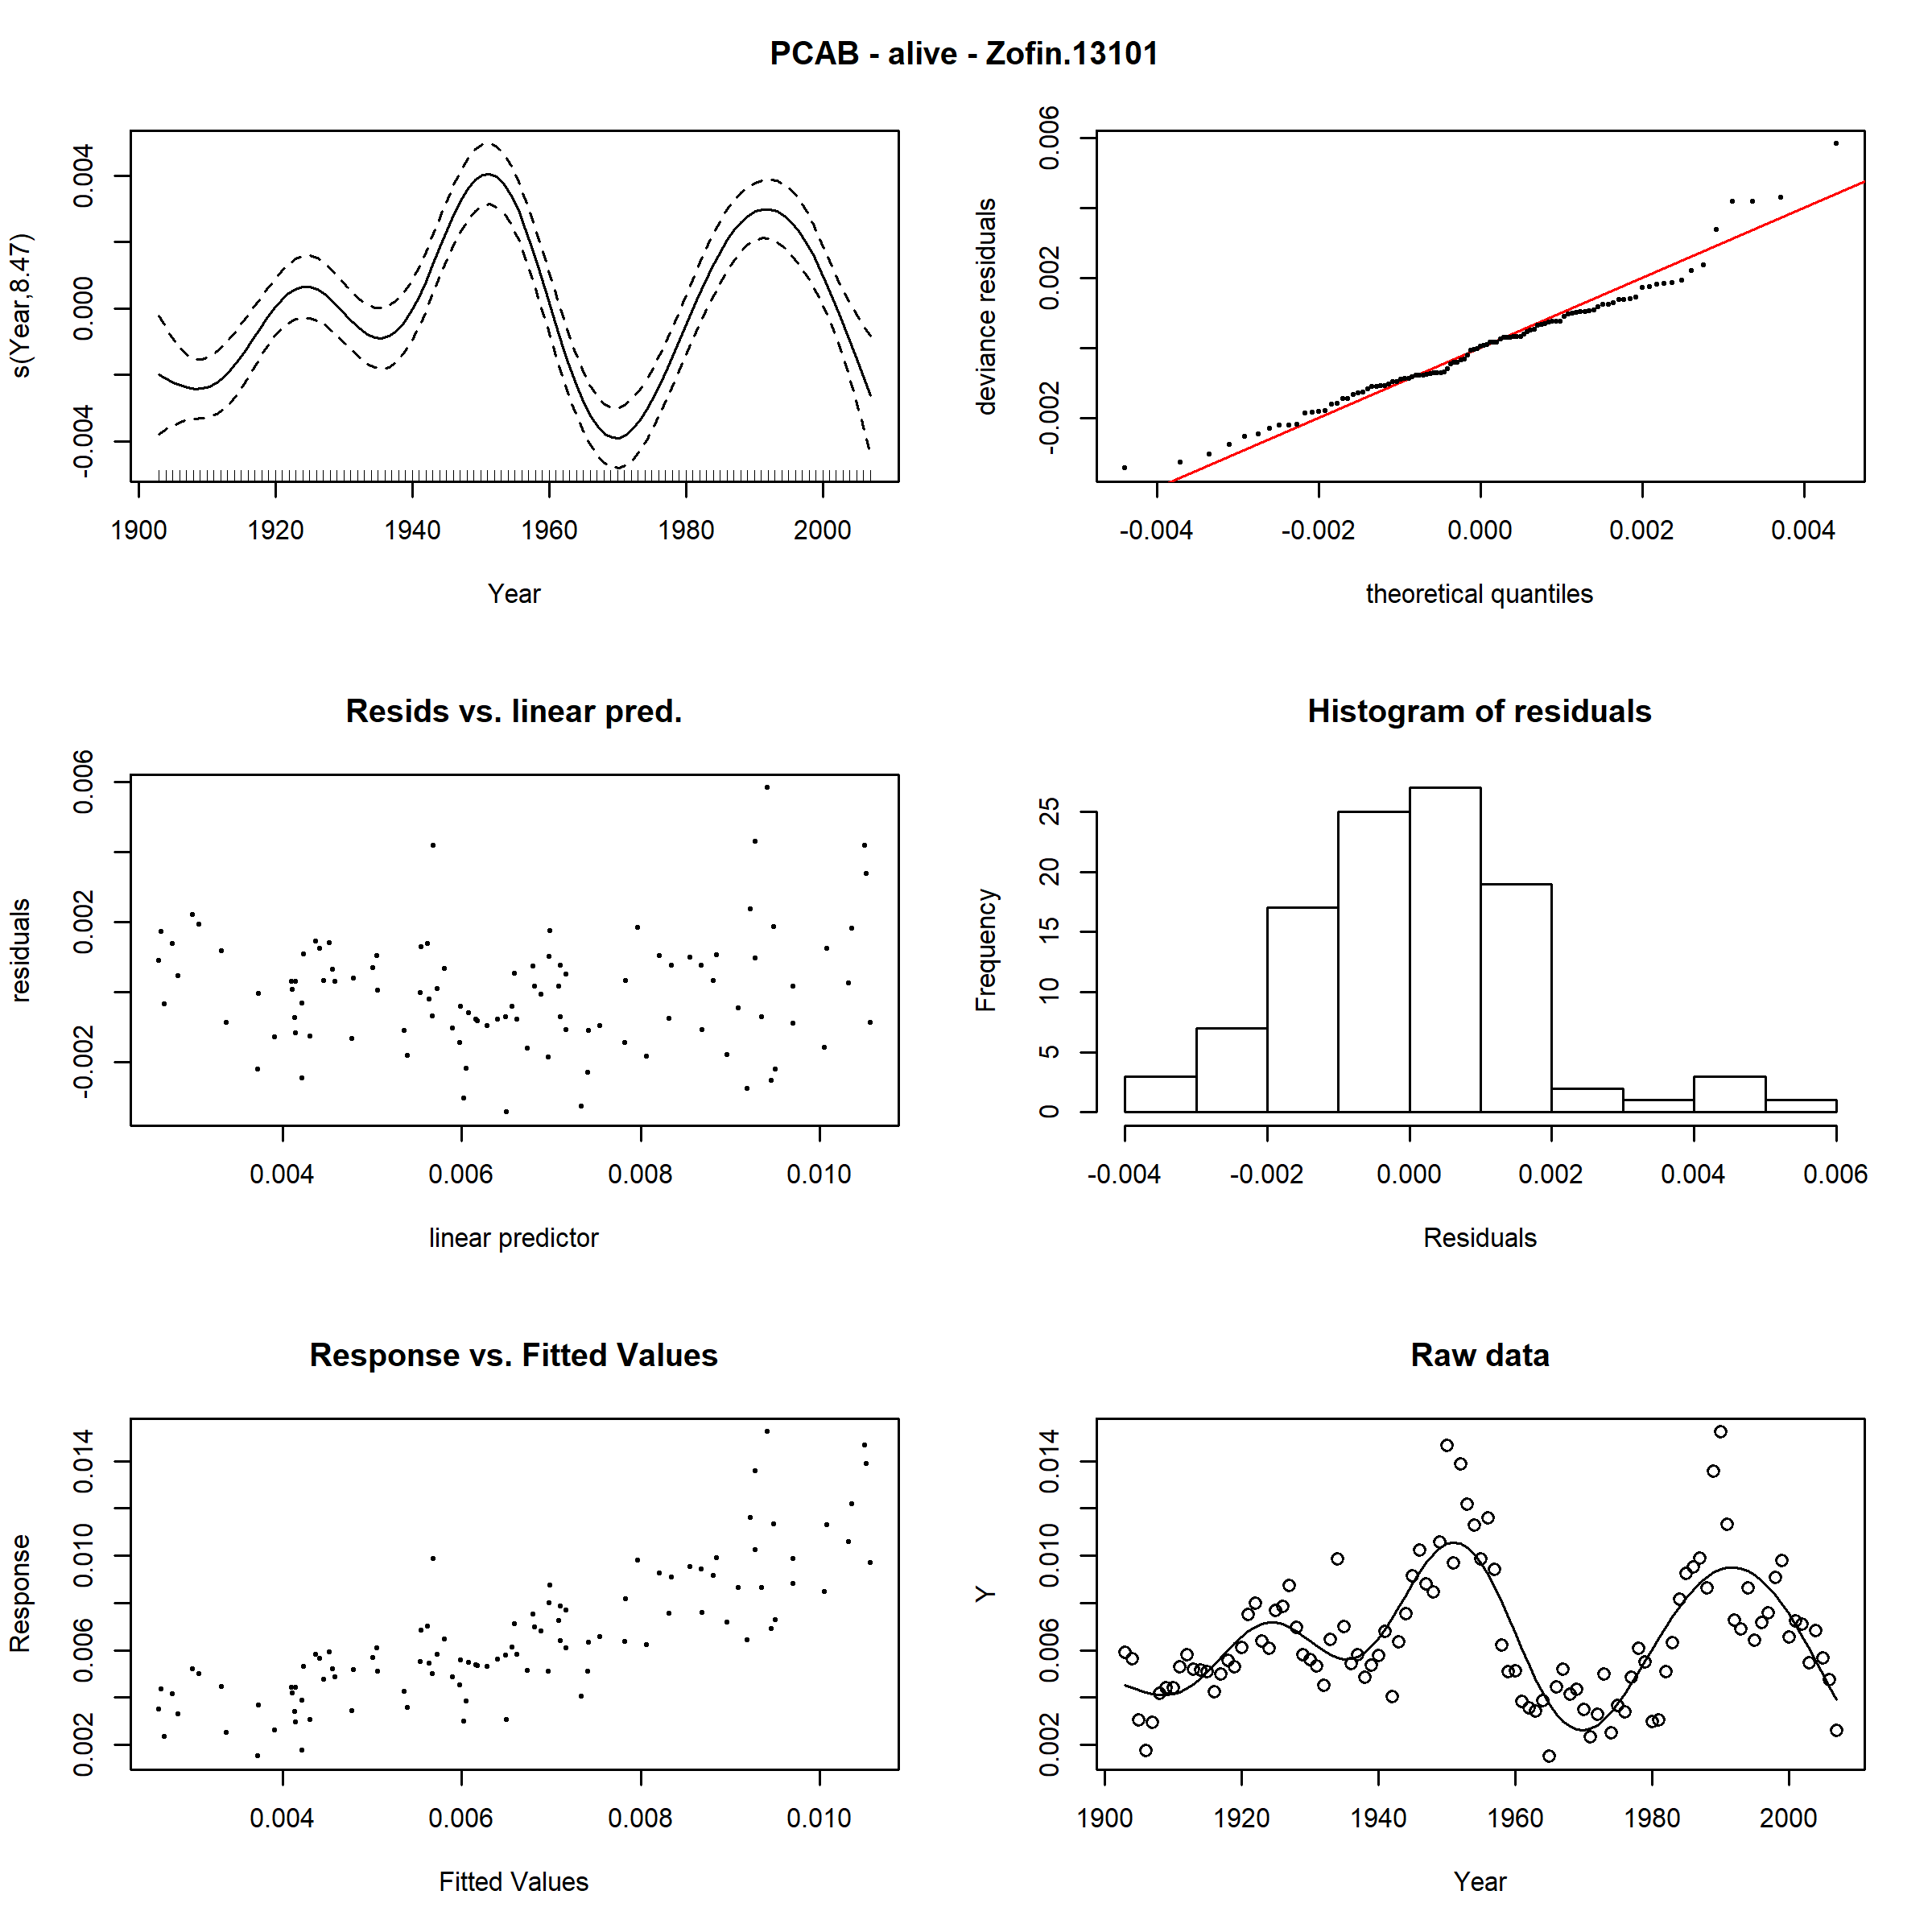 PCAB - alive - Zofin.13101
s(Year,8.47)
-0.004 0.000 0.004
1900 1920 1940 1960 1980 2000
Year
deviance residuals
-0.002 0.002 0.006
-0.004 -0.002 0.000 0.002 0.004
theoretical quantiles
Resids vs. linear pred.
residuals
-0.002 0.002 0.006
0.004 0.006 0.008 0.010
linear predictor
Histogram of residuals
Frequency
0 5 10 15 20 25
-0.004 -0.002 0.000 0.002 0.004 0.006
Residuals
Response vs. Fitted Values
Response
0.002 0.006 0.010 0.014
0.004 0.006 0.008 0.010
Fitted Values
Raw data
Y
0.002 0.006 0.010 0.014
1900 1920 1940 1960 1980 2000
Year